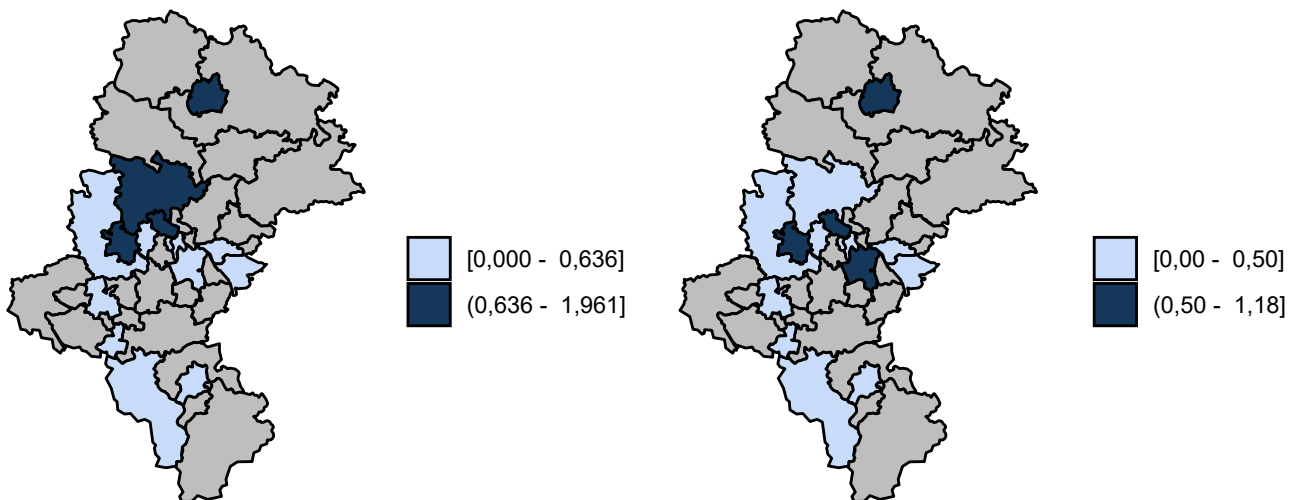 [0,000 - 0,636]
(0,636 - 1,961]
[0,00 - 0,50]
(0,50 - 1,18]